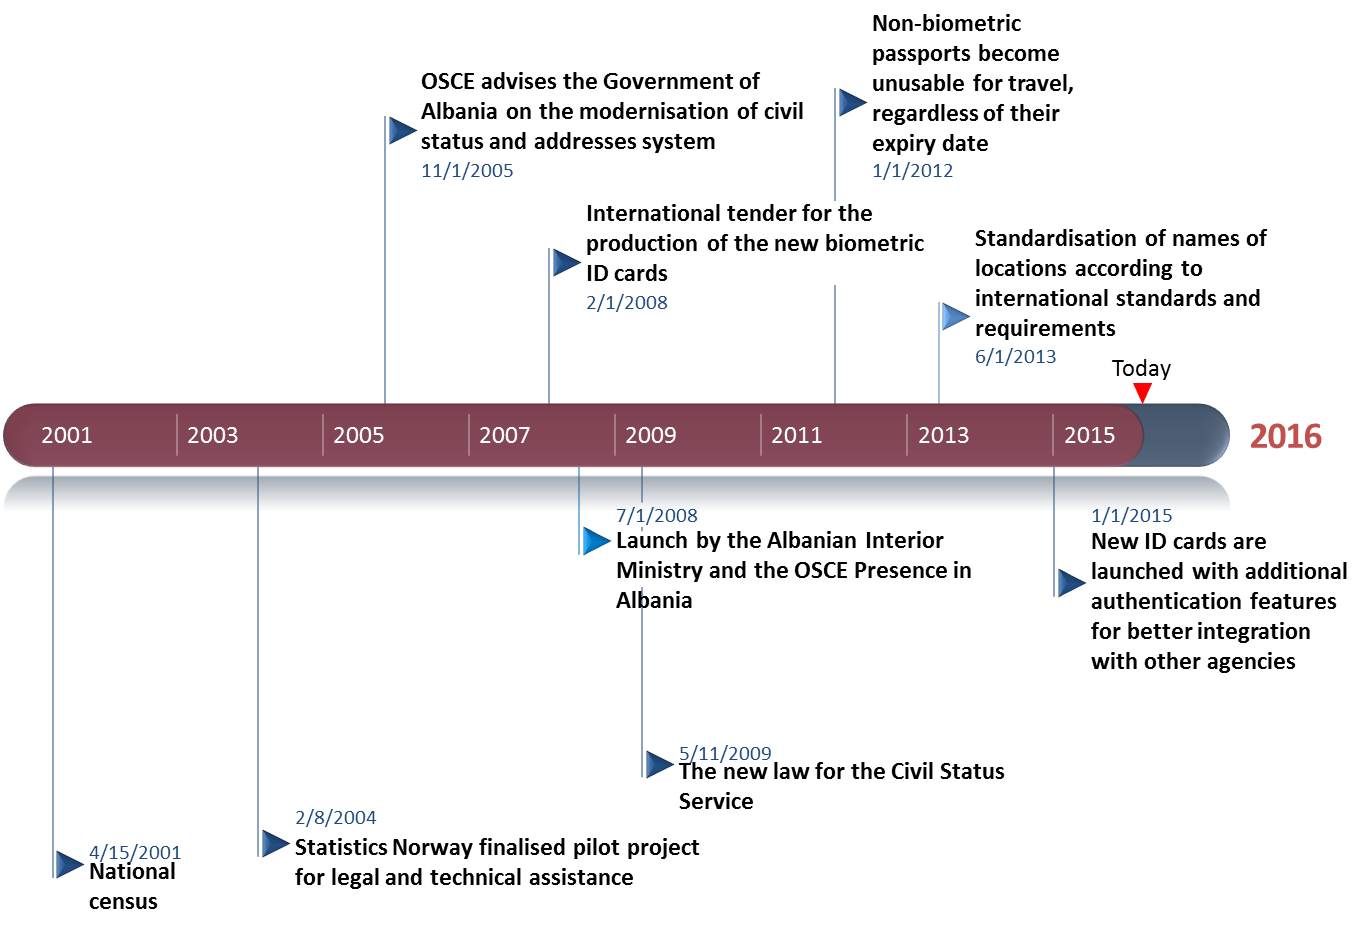 Non-biometric
passports become
unusable for travel,
regardless of their
expiry date
1/1/2012
OSCE advises the Government of
Albania on the modernisation of civil
status and addresses system
11/1/2005
International tender for the
production of the new biometric
ID cards
2/1/2008
Standardisation of names of
locations according to
international standards and
requirements
6/1/2013
Today
2001 2003 2005 2007 2009 2011 2013 2015 2016
7/1/2008
Launch by the Albanian Interior
Ministry and the OSCE Presence in
Albania
1/1/2015
New ID cards are
launched with additional
authentication features
for better integration
with other agencies
5/11/2009
The new law for the Civil Status
Service
2/8/2004
Statistics Norway finalised pilot project
for legal and technical assistance
4/15/2001
National
census